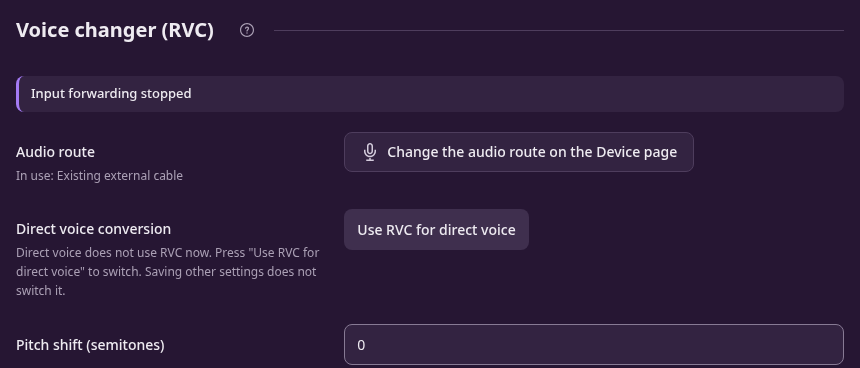 Voice changer (RVC)
Input forwarding stopped
Audio route
In use: Existing external cable
Change the audio route on the Device page
Direct voice conversion
Direct voice does not use RVC now. Press "Use RVC for
direct voice" to switch. Saving other settings does not
switch it.
Use RVC for direct voice
Pitch shift (semitones)
0